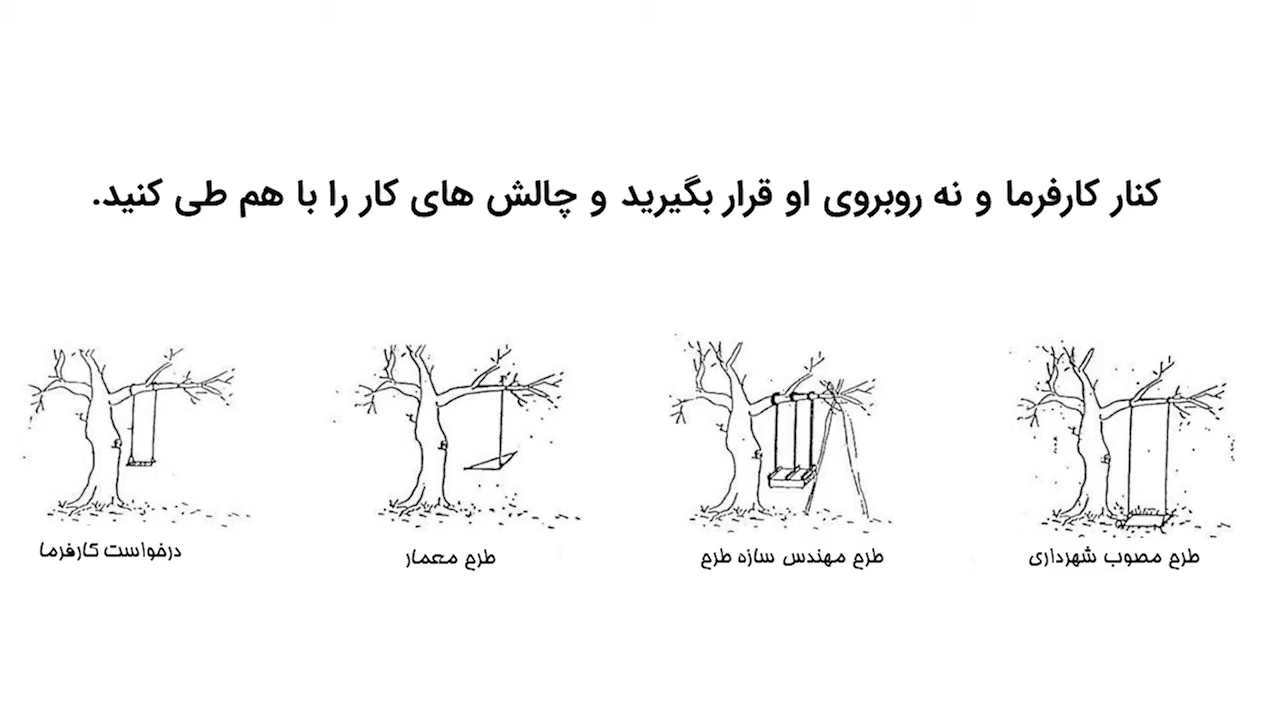 کنار کارفرما و نه روبروی او قرار بگیرید و چالش های کار را با هم طی کنید.
درخواست کارفرما
طرح معمار
طرح مهندس سازه طرح
طرح مصوب شهرداری